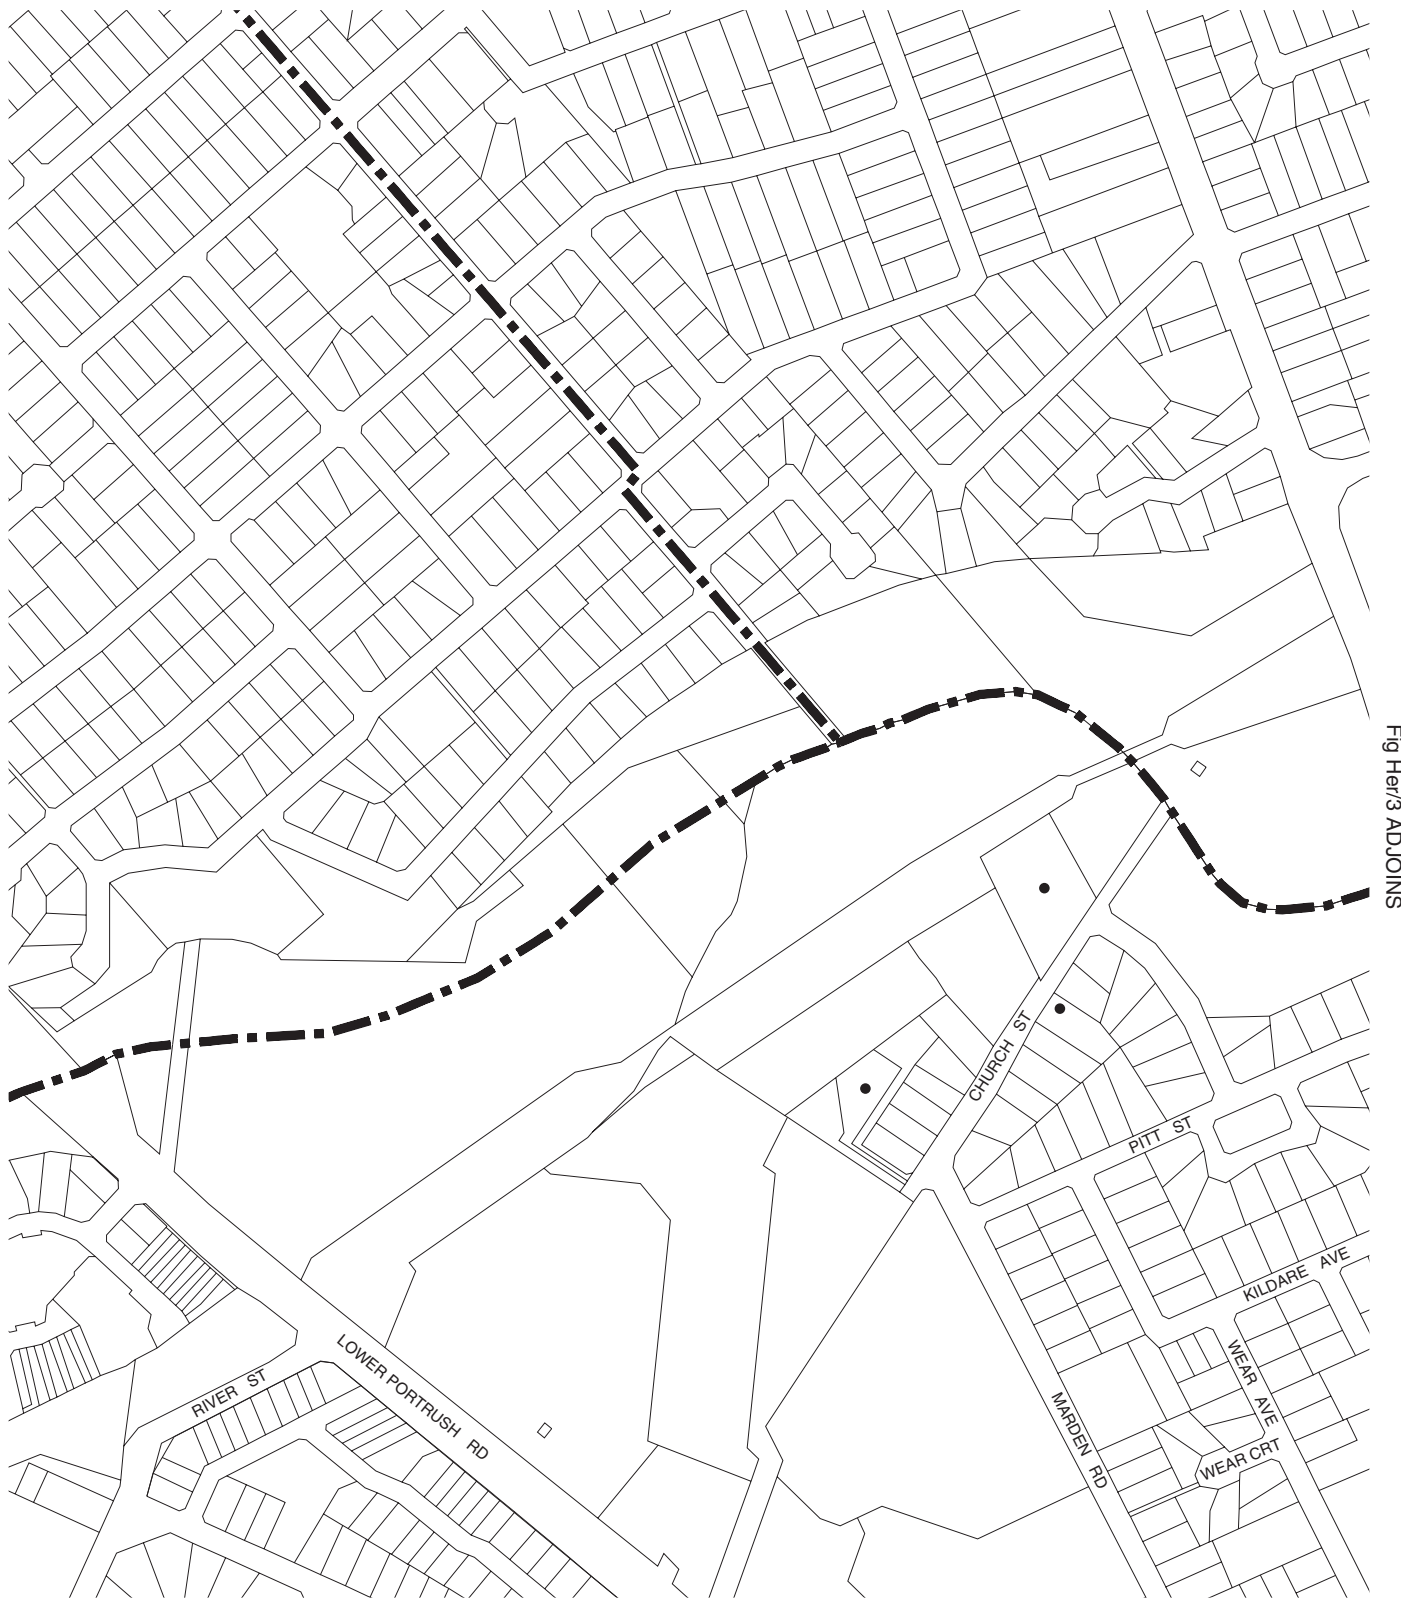 Fig Her/3 ADJOINS
CHURCH ST
PITT ST
KILDARE AVE
WEAR AVE
RIVER ST
LOWER PORTRUSH RD
MARDEN RD
WEAR CRT